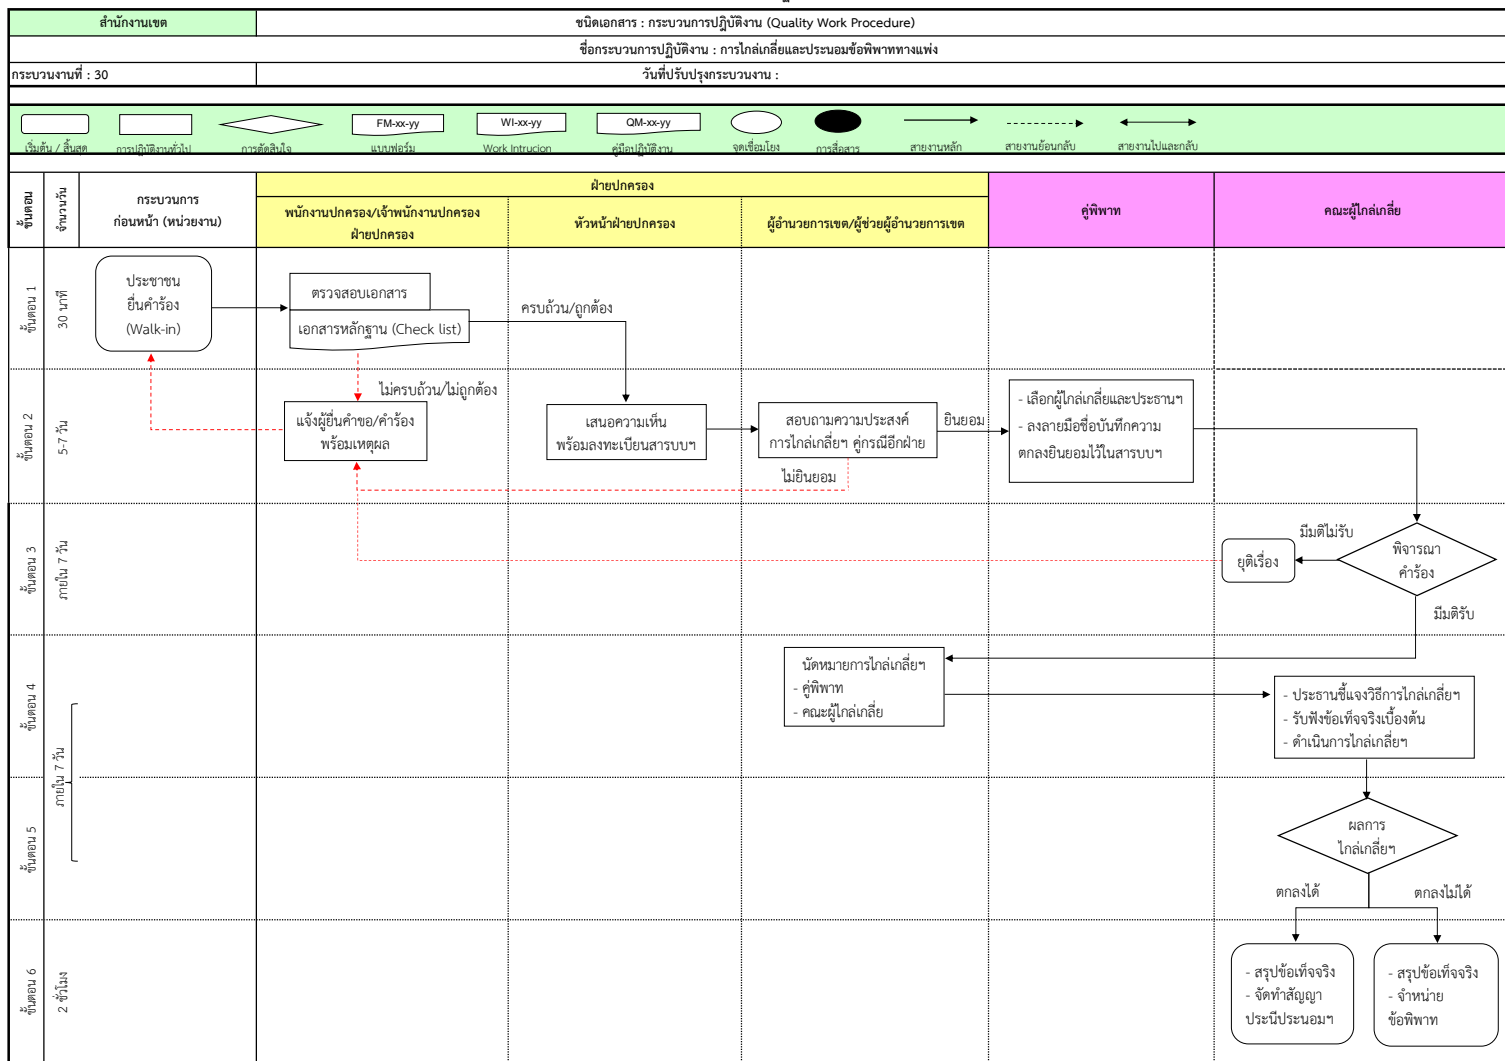 สำนักงานเขต
ชนิดเอกสาร : กระบวนการปฏิบัติงาน (Quality Work Procedure)
ชื่อกระบวนการปฏิบัติงาน : การไกล่เกลี่ยและประนอมข้อพิพาททางแพ่ง
กระบวนงานที่ : 30
วันที่ปรับปรุงกระบวนงาน :
FM-xx-yy
WI-xx-yy
QM-xx-yy
เริ่มต้น / สิ้นสุด
การปฏิบัติงานทั่วไป
การตัดสินใจ
แบบฟอร์ม
Work Intrucion
คู่มือปฏิบัติงาน
จุดเชื่อมโยง
การสื่อสาร
สายงานหลัก
สายงานย้อนกลับ
สายงานไปและกลับ
ขั้นตอน
จำนวนวัน
กระบวนการ
ก่อนหน้า (หน่วยงาน)
ฝ่ายปกครอง
พนักงานปกครอง/เจ้าพนักงานปกครอง
ฝ่ายปกครอง
หัวหน้าฝ่ายปกครอง
ผู้อำนวยการเขต/ผู้ช่วยผู้อำนวยการเขต
คู่พิพาท
คณะผู้ไกล่เกลี่ย
ขั้นตอน 1
30 นาที
ประชาชน
ยื่นคำร้อง
(Walk-in)
ตรวจสอบเอกสาร
เอกสารหลักฐาน (Check list)
ครบถ้วน/ถูกต้อง
ไม่ครบถ้วน/ไม่ถูกต้อง
ขั้นตอน 2
5-7 วัน
แจ้งผู้ยื่นคำขอ/คำร้อง
พร้อมเหตุผล
เสนอความเห็น
พร้อมลงทะเบียนสารบบฯ
สอบถามความประสงค์
การไกล่เกลี่ยฯ คู่กรณีอีกฝ่าย
ยินยอม
ไม่ยินยอม
- เลือกผู้ไกล่เกลี่ยและประธานฯ
- ลงลายมือชื่อบันทึกความ
ตกลงยินยอมไว้ในสารบบฯ
ขั้นตอน 3
ภายใน 7 วัน
มีมติไม่รับ
ยุติเรื่อง
พิจารณา
คำร้อง
มีมติรับ
ขั้นตอน 4
ภายใน 7 วัน
นัดหมายการไกล่เกลี่ยฯ
- คู่พิพาท
- คณะผู้ไกล่เกลี่ย
- ประธานชี้แจงวิธีการไกล่เกลี่ยฯ
- รับฟังข้อเท็จจริงเบื้องต้น
- ดำเนินการไกล่เกลี่ยฯ
ขั้นตอน 5
ผลการ
ไกล่เกลี่ยฯ
ตกลงได้
ตกลงไม่ได้
ขั้นตอน 6
2 ชั่วโมง
- สรุปข้อเท็จจริง
- จัดทำสัญญา
ประนีประนอมฯ
- สรุปข้อเท็จจริง
- จำหน่าย
ข้อพิพาท